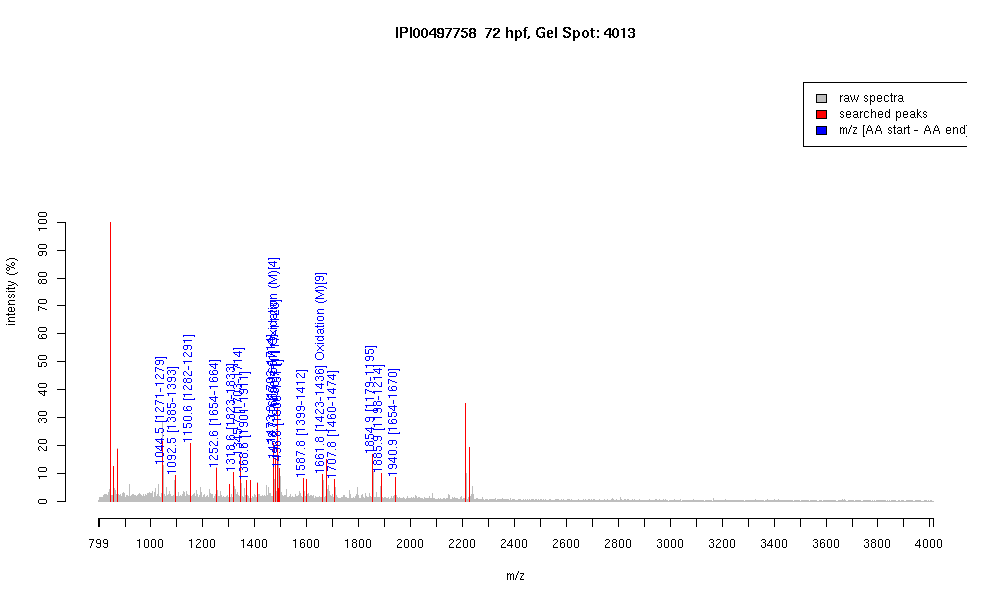 IPI00497758 72 hpf, Gel Spot: 4013
raw spectra
searched peaks
m/z [AA start - AA end]
intensity (%)
100
90
80
70
60
50
40
30
20
10
0
1044.5 [1271-1279]
1092.5 [1385-1393]
1150.6 [1282-1291]
1252.6 [1654-1664]
1318.6 [1823-1833]
1368.6 [1901-1911]
1587.8 [1399-1412]
1661.8 [1423-1436] Oxidation (M)[9]
1707.8 [1460-1474]
1854.9 [1179-1195]
1885.9 [1198-1214]
1940.9 [1654-1670]
799 1000 1200 1400 1600 1800 2000 2200 2400 2600 2800 3000 3200 3400 3600 3800 4000
m/z